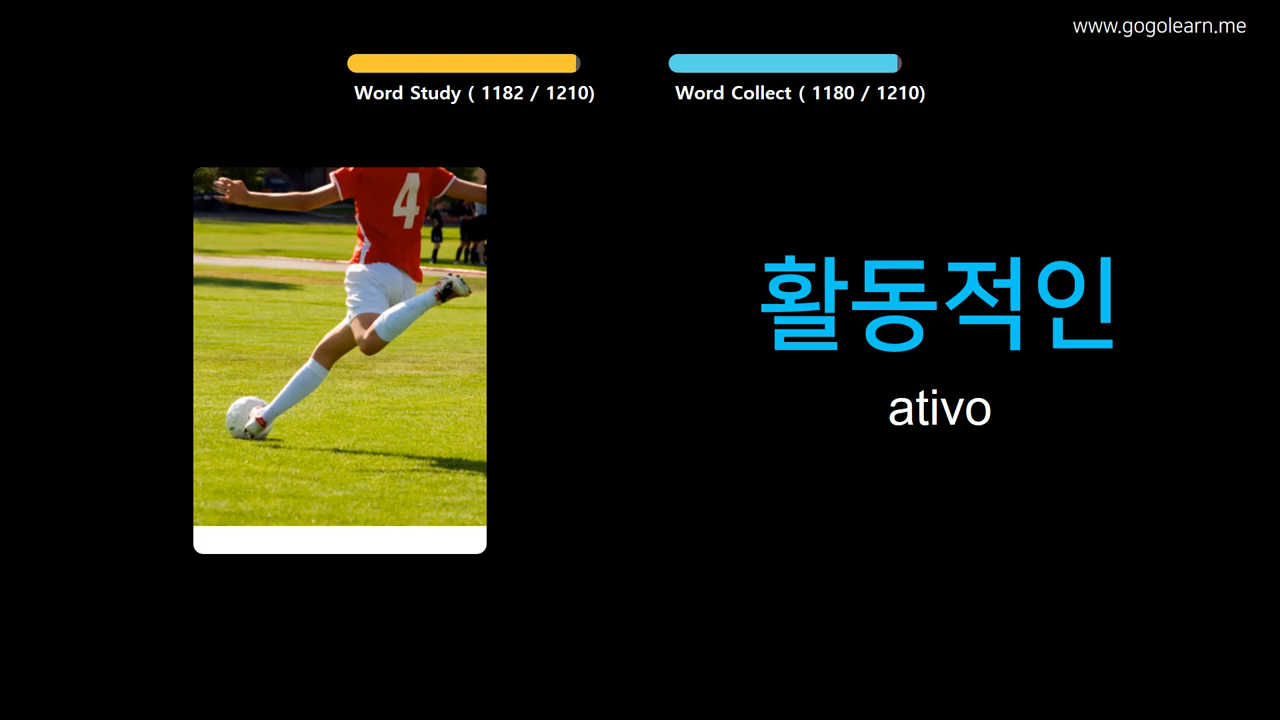 www.gogolearn.me
Word Study ( 1182 / 1210)
Word Collect ( 1180 / 1210)
4
활동적인
ativo